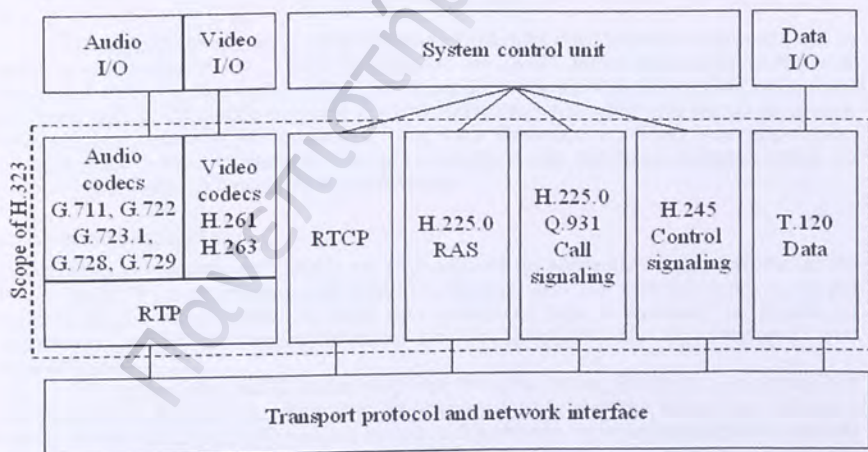 Audio
I/O
Video
I/O
System control unit
Data
I/O
Scope of H.323
Audio
codecs
G.711, G.722
G.723.1,
G.728, G.729
Video
codecs
H.261
H.263
RTP
RTCP
H.225.0
RAS
H.225.0
Q.931
Call
signaling
H.245
Control
signaling
T.120
Data
Transport protocol and network interface
Πανεπιστήμ